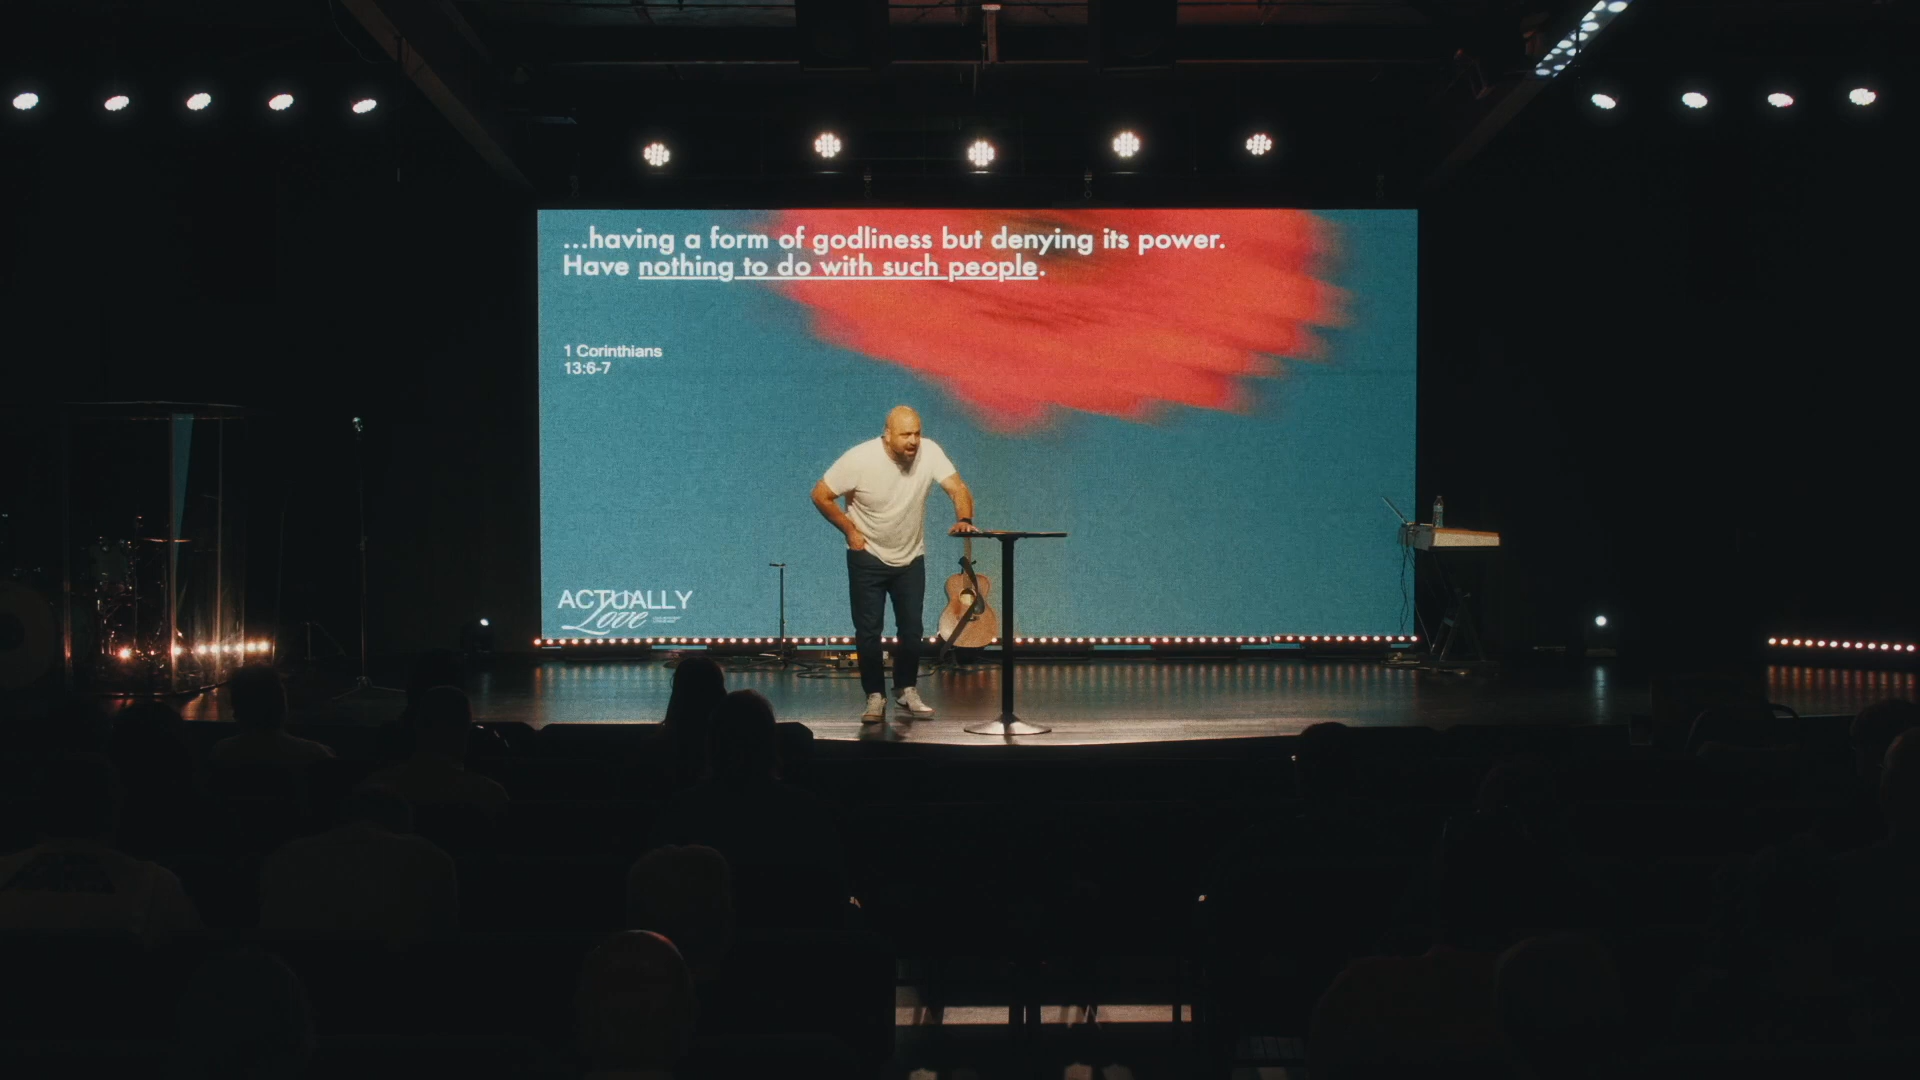 ...having a form of godliness but denying its power.
Have nothing to do with such people.
1 Corinthians
13:6-7
ACTUALLY
Love